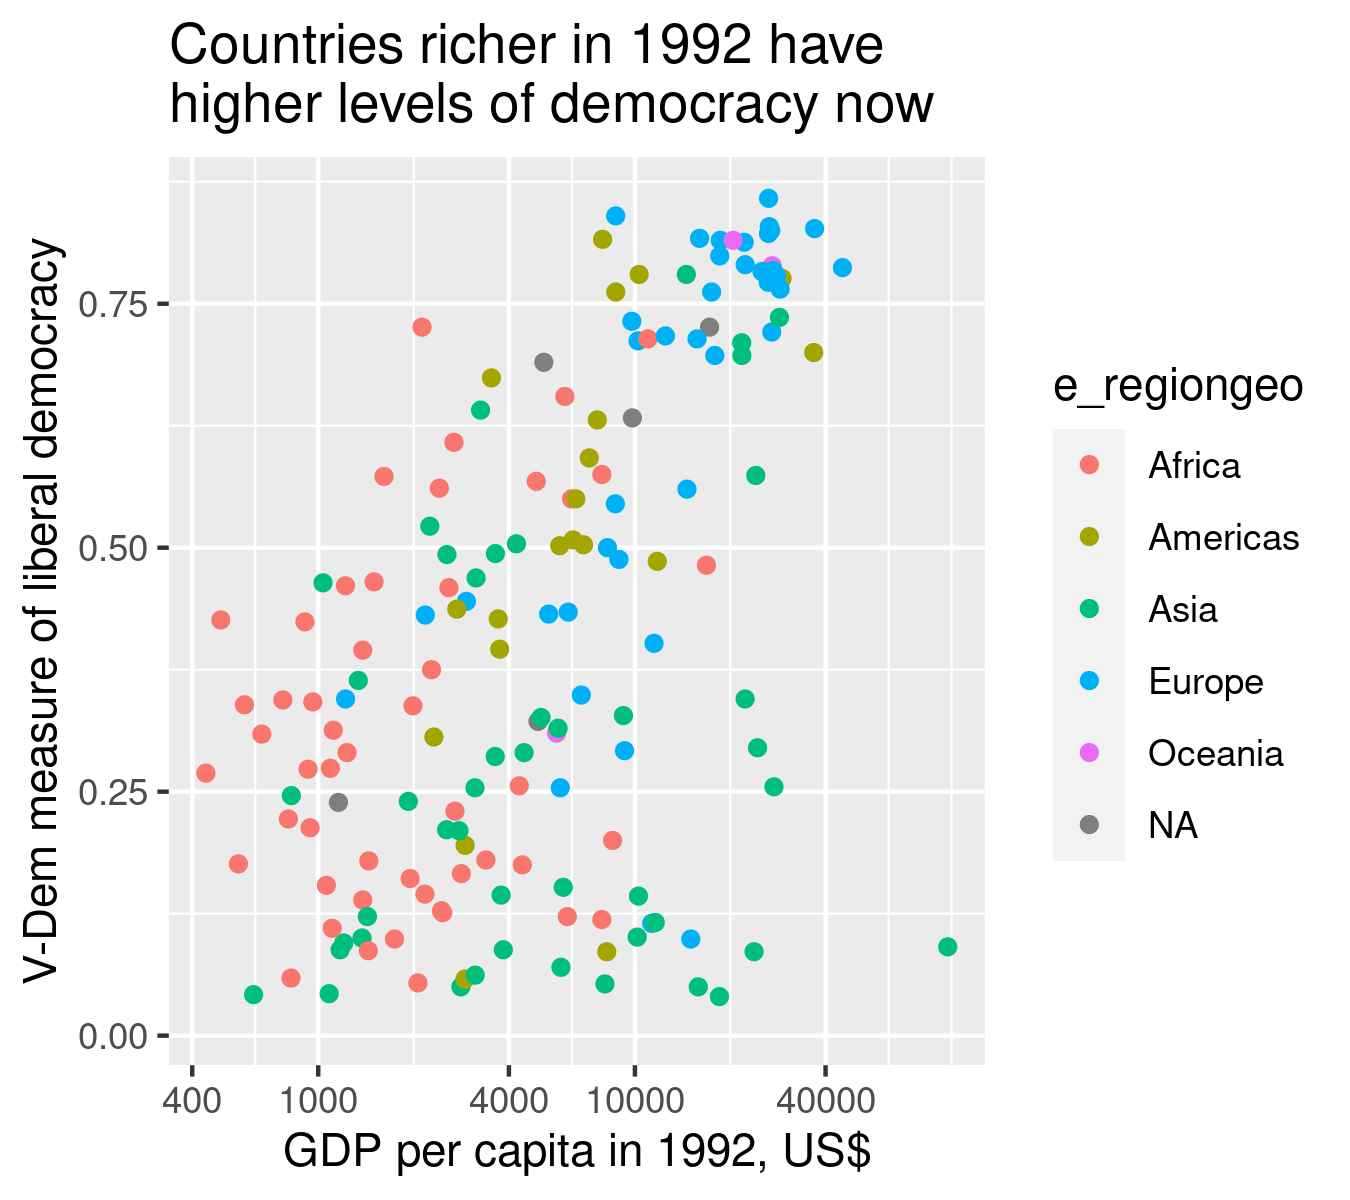 Countries richer in 1992 have
higher levels of democracy now
V-Dem measure of liberal democracy
0.75
0.50
0.25
0.00
400 1000 4000 10000 40000
GDP per capita in 1992, US$
e_regiongeo
Africa
Americas
Asia
Europe
Oceania
NA